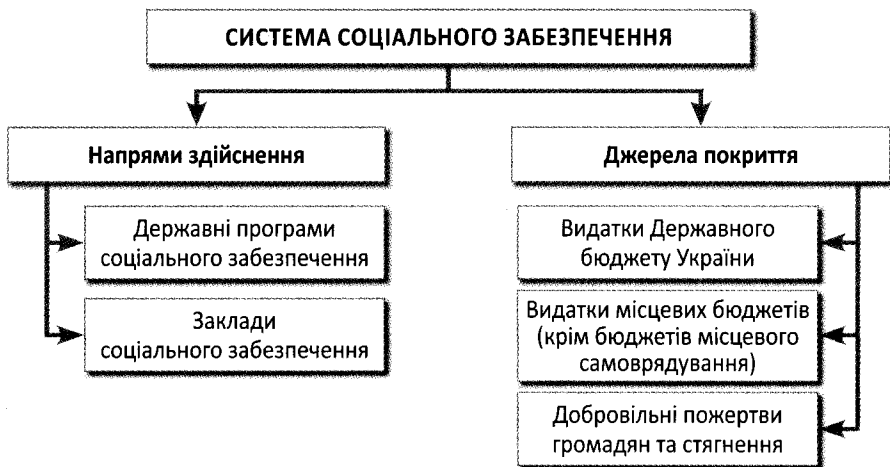 СИСТЕМА СОЦІАЛЬНОГО ЗАБЕЗПЕЧЕННЯ
Напрями здійснення
Державні програми
соціального забезпечення
Заклади
соціального забезпечення
Джерела покриття
Видатки Державного
бюджету України
Видатки місцевих бюджетів
(крім бюджетів місцевого
самоврядування)
Добровільні пожертви
громадян та стягнення